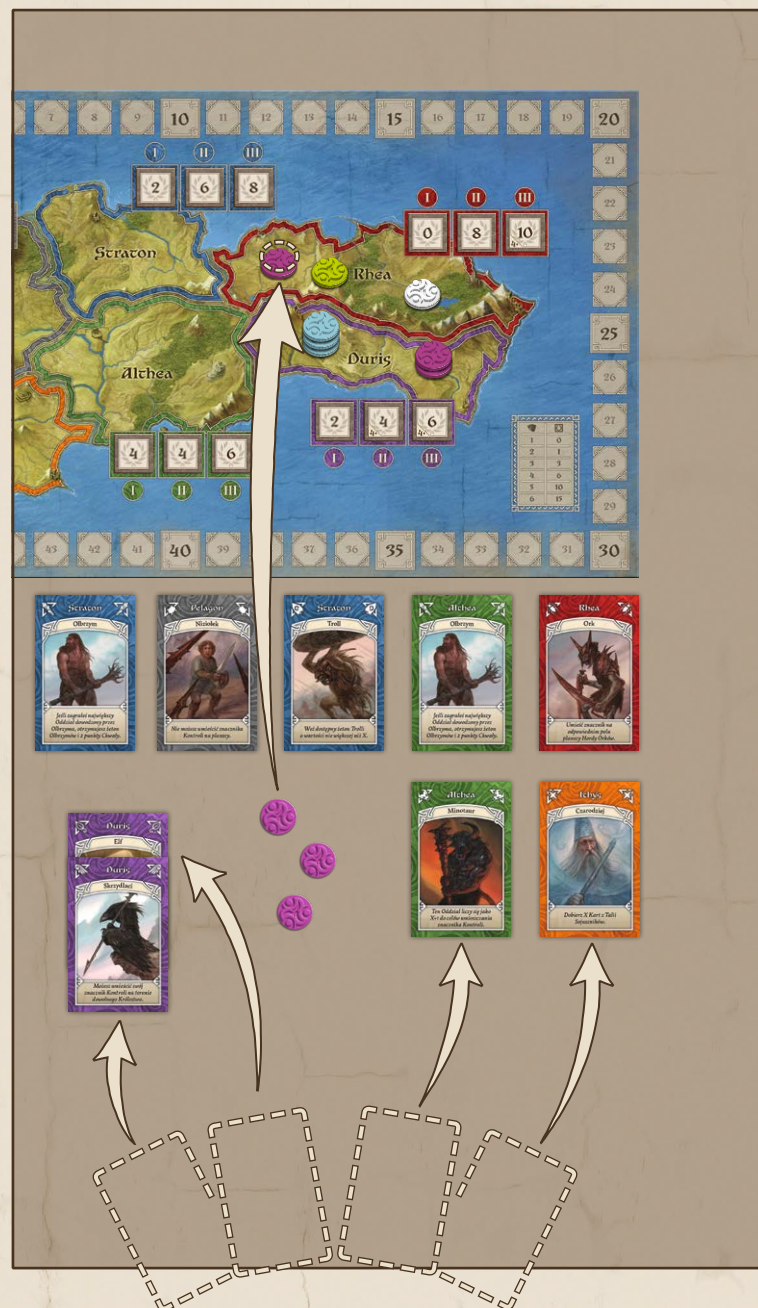 7 8 9 10 11 12 13 14 15 16 17 18 19 20
I II III
21
2 6 8
I II III
22
0 8 10
23
Straton
Rhea
24
25
Althea
Duris
26
2 4 6
27
4 4 6
I II III
28
I II III
1 0
2 1
3 3
4 6
5 10
6 15
29
43 42 41 40 39 37 36 35 34 33 32 31 30
Straton
Olbrzym
Jeśli zagrałeś największy
Oddział dowodzony przez
Olbrzyma, otrzymujesz żeton
Olbrzymów i 2 punkty Chwały.
Pelagon
Niziołek
Nie możesz umieścić znacznika
Kontroli na planszy.
Straton
Troll
Weź dostępny żeton Trolli
o wartości nie większej niż X.
Althea
Olbrzym
Jeśli zagrałeś największy
Oddział dowodzony przez
Olbrzyma, otrzymujesz żeton
Olbrzymów i 2 punkty Chwały.
Rhea
Ork
Umieść znacznik na
odpowiednim polu
planszy Hordy Orków.
Duris
Elf
Duris
Skrzydlaci
Możesz umieścić swój
znacznik Kontroli na terenie
dowolnego Królestwa.
Althea
Minotaur
Ten Oddział liczy się jako
X+1 do celów umieszczania
znacznika Kontroli.
Ithys
Czarodziej
Dobierz X Kart z Talii
Sojuszników.